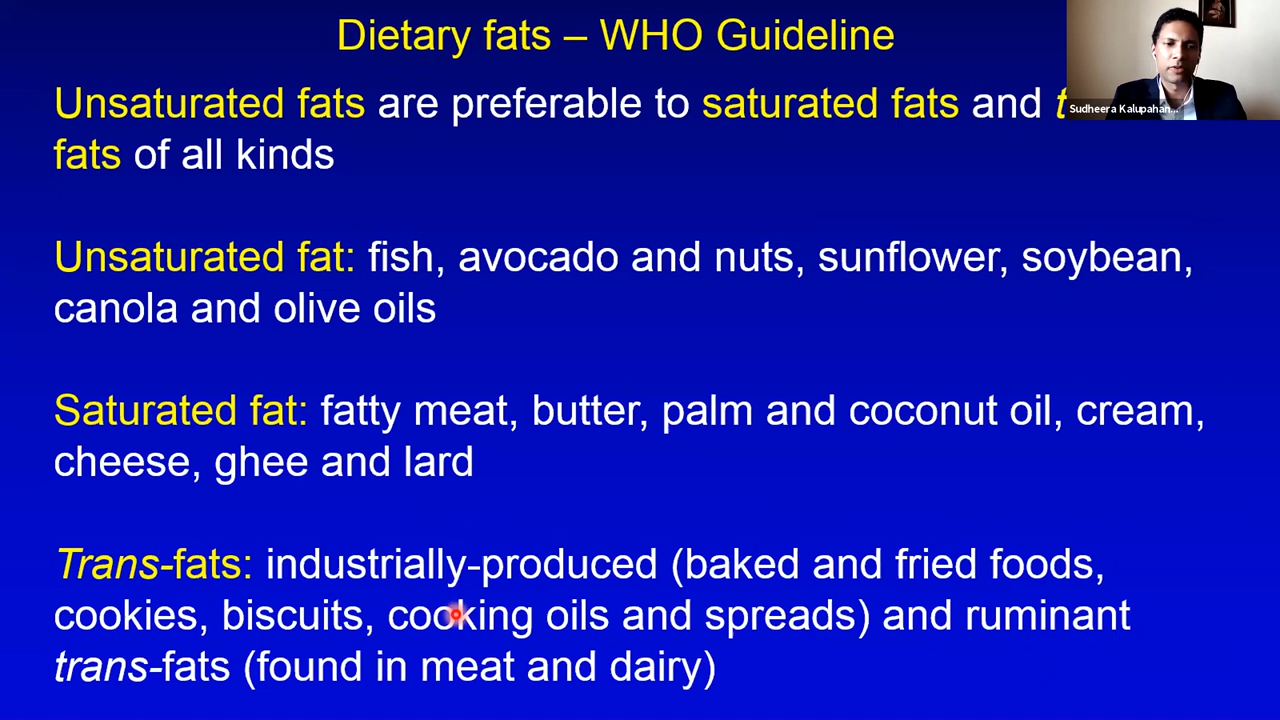 Dietary fats – WHO Guideline
Unsaturated fats are preferable to saturated fats and
Sudheera Kalupahan...
fats of all kinds
Unsaturated fat: fish, avocado and nuts, sunflower, soybean,
canola and olive oils
Saturated fat: fatty meat, butter, palm and coconut oil, cream,
cheese, ghee and lard
Trans-fats: industrially-produced (baked and fried foods,
cookies, biscuits, cooking oils and spreads) and ruminant
trans-fats (found in meat and dairy)